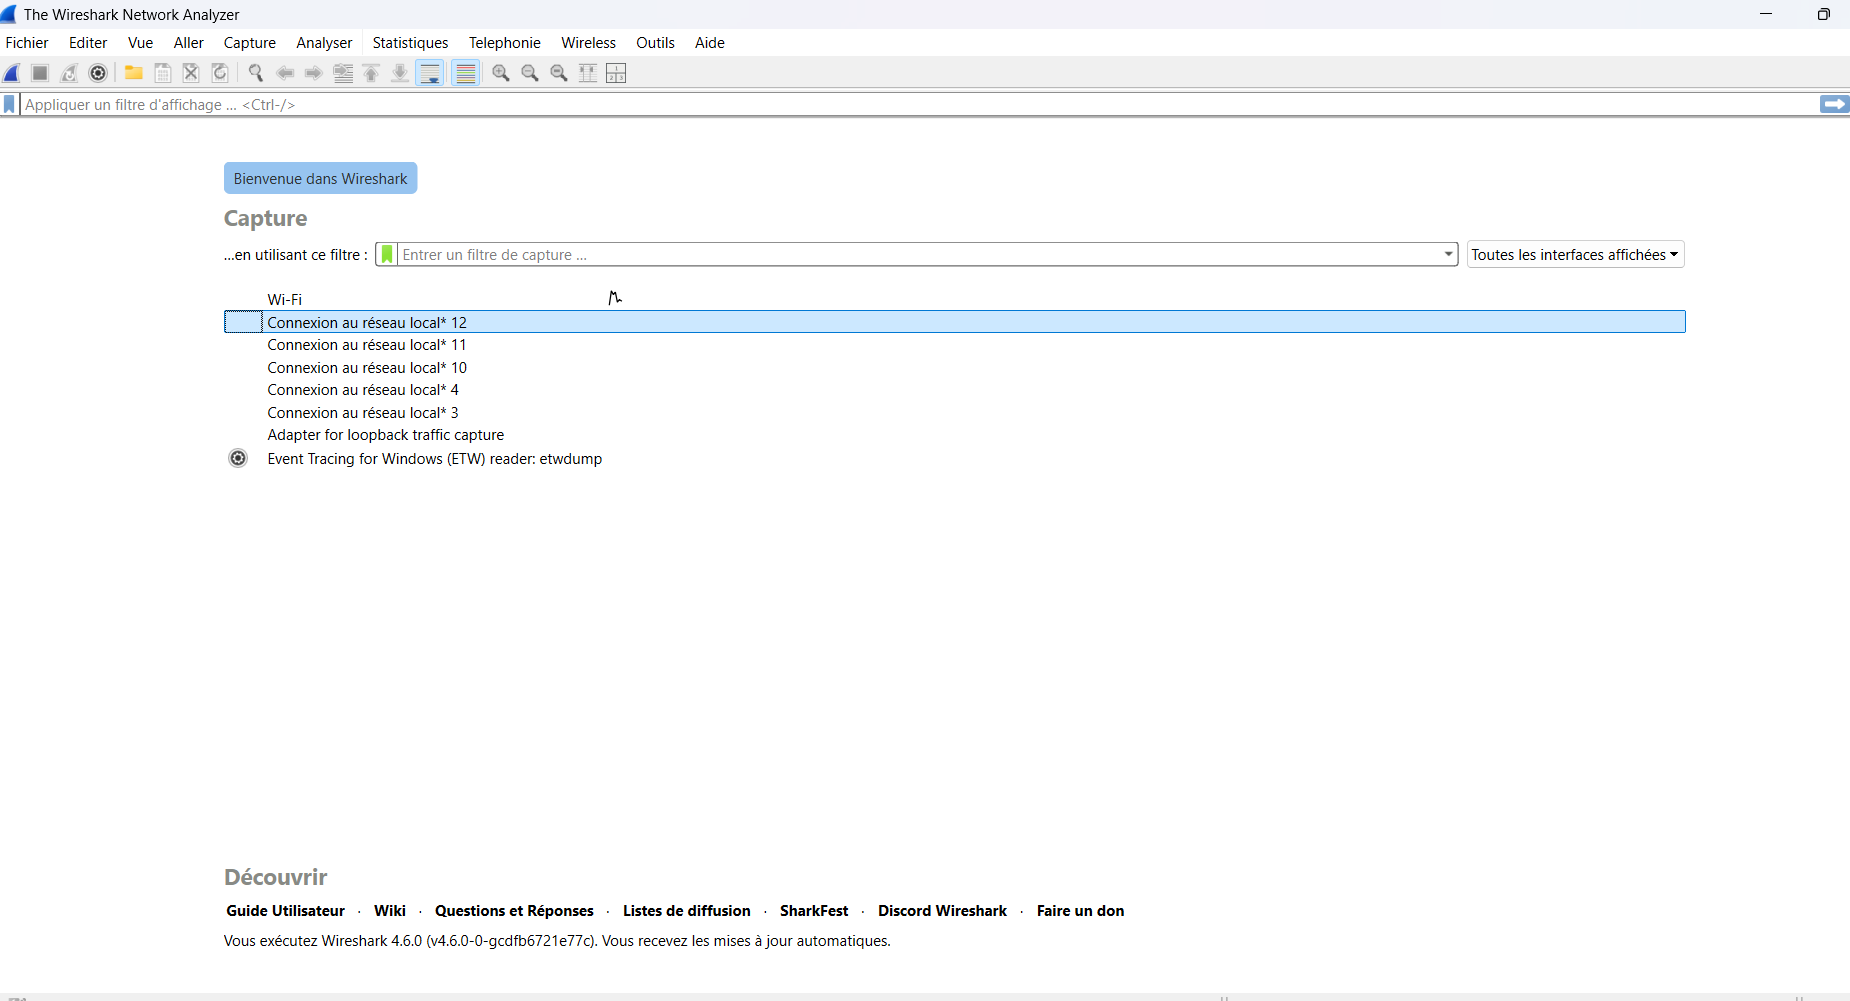 The Wireshark Network Analyzer
Fichier Editer Vue Aller Capture Analyser Statistiques Telephonie Wireless Outils Aide
Appliquer un filtre d'affichage ... <Ctrl-/>
Bienvenue dans Wireshark
Capture
...en utilisant ce filtre : Entrer un filtre de capture ... Toutes les interfaces affichées
Wi-Fi
Connexion au réseau local* 12
Connexion au réseau local* 11
Connexion au réseau local* 10
Connexion au réseau local* 4
Connexion au réseau local* 3
Adapter for loopback traffic capture
Event Tracing for Windows (ETW) reader: etwdump
Découvrir
Guide Utilisateur · Wiki · Questions et Réponses · Listes de diffusion · SharkFest · Discord Wireshark · Faire un don
Vous exécutez Wireshark 4.6.0 (v4.6.0-0-gcdfb6721e77c). Vous recevez les mises à jour automatiques.